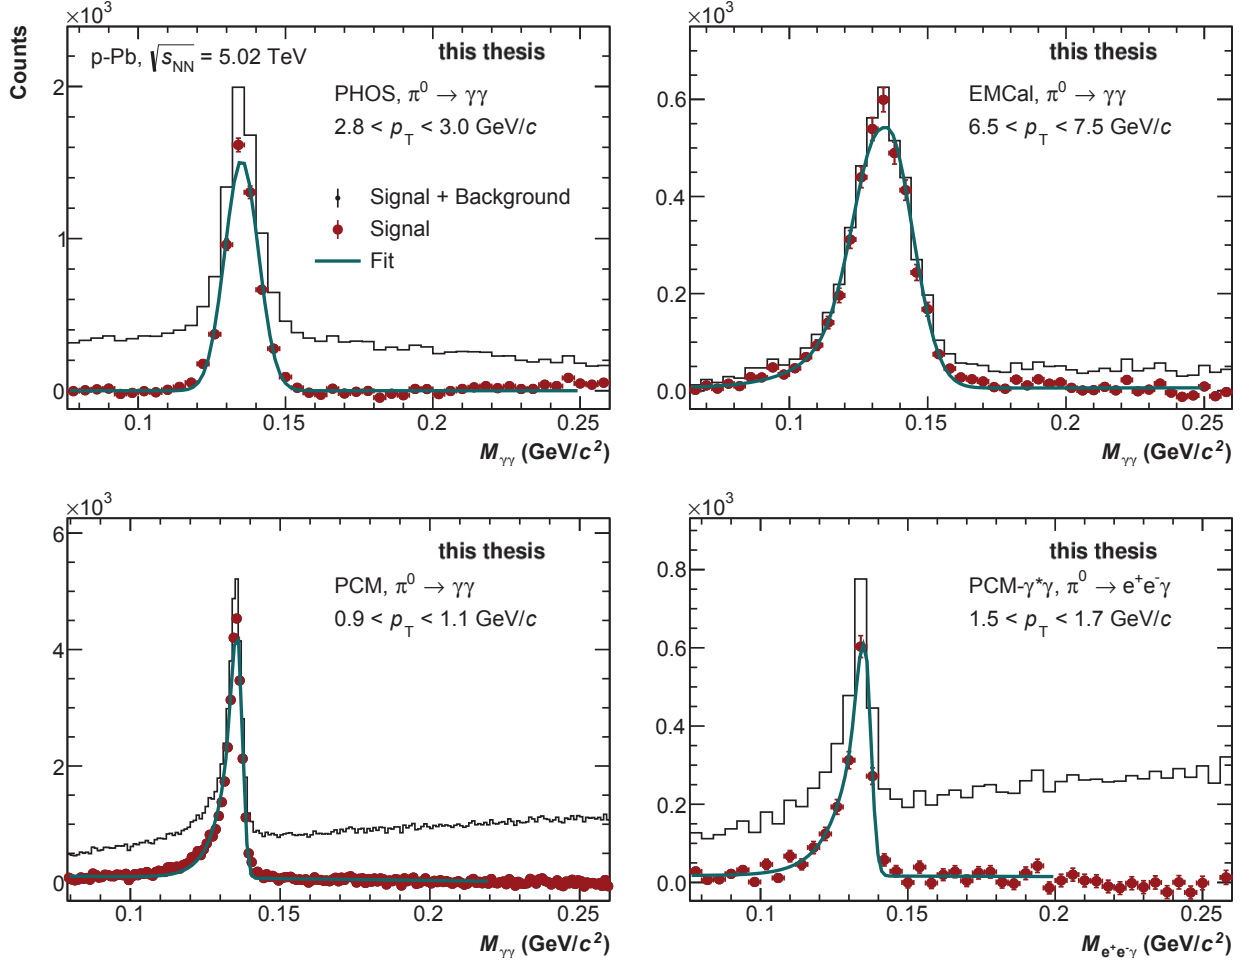 ×10³
Counts
p-Pb, √s_NN = 5.02 TeV
this thesis
PHOS, π⁰ → γγ
2.8 < p_T < 3.0 GeV/c
Signal + Background
Signal
Fit
2
1
0
0.1
0.15
0.2
0.25
M_γγ (GeV/c²)
×10³
this thesis
EMCal, π⁰ → γγ
6.5 < p_T < 7.5 GeV/c
0.6
0.4
0.2
0.0
0.1
0.15
0.2
0.25
M_γγ (GeV/c²)
×10³
this thesis
PCM, π⁰ → γγ
0.9 < p_T < 1.1 GeV/c
6
4
2
0
0.1
0.15
0.2
0.25
M_γγ (GeV/c²)
×10³
this thesis
PCM-γ*γ, π⁰ → e⁺e⁻γ
1.5 < p_T < 1.7 GeV/c
0.8
0.6
0.4
0.2
0.0
0.1
0.15
0.2
0.25
M_e⁺e⁻γ (GeV/c²)